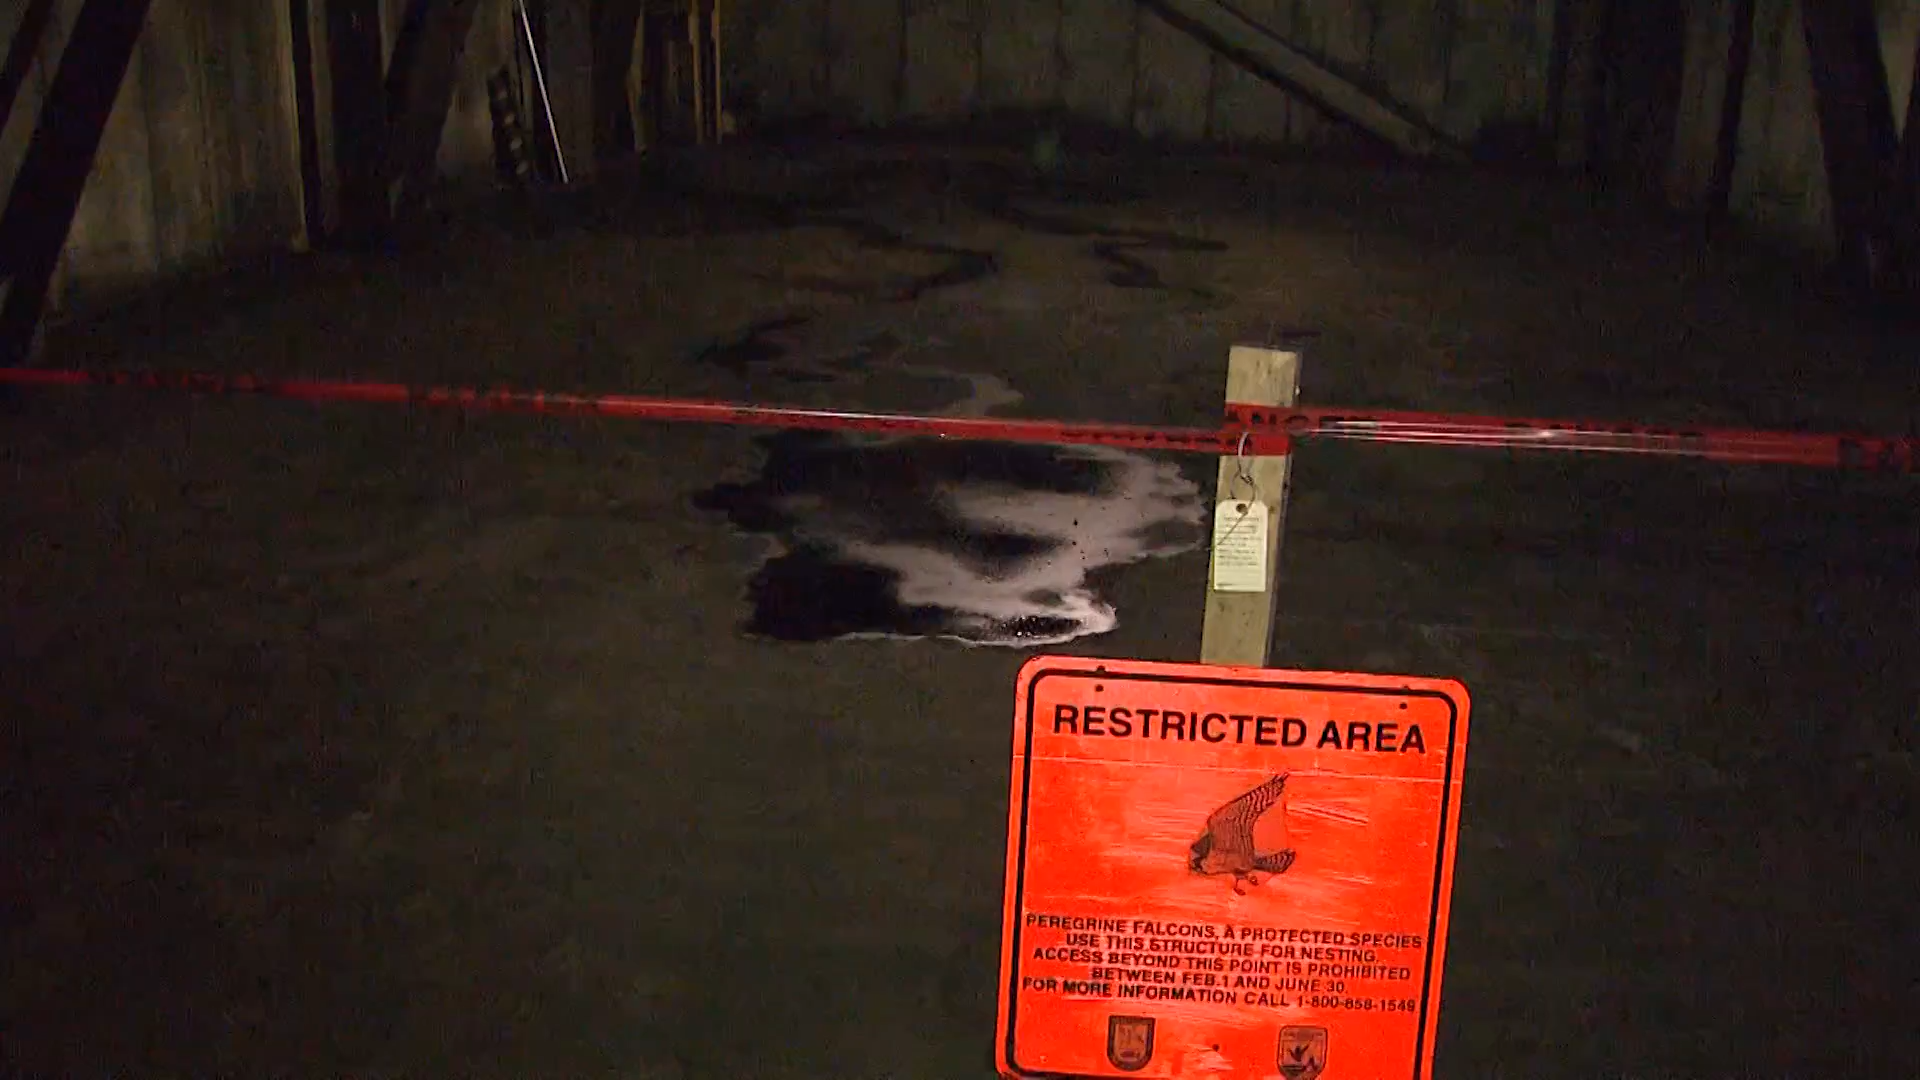 RESTRICTED AREA
PEREGRINE FALCONS, A PROTECTED SPECIES
USE THIS STRUCTURE FOR NESTING.
ACCESS BEYOND THIS POINT IS PROHIBITED
BETWEEN FEB.1 AND JUNE 30.
FOR MORE INFORMATION CALL 1-800-858-1549